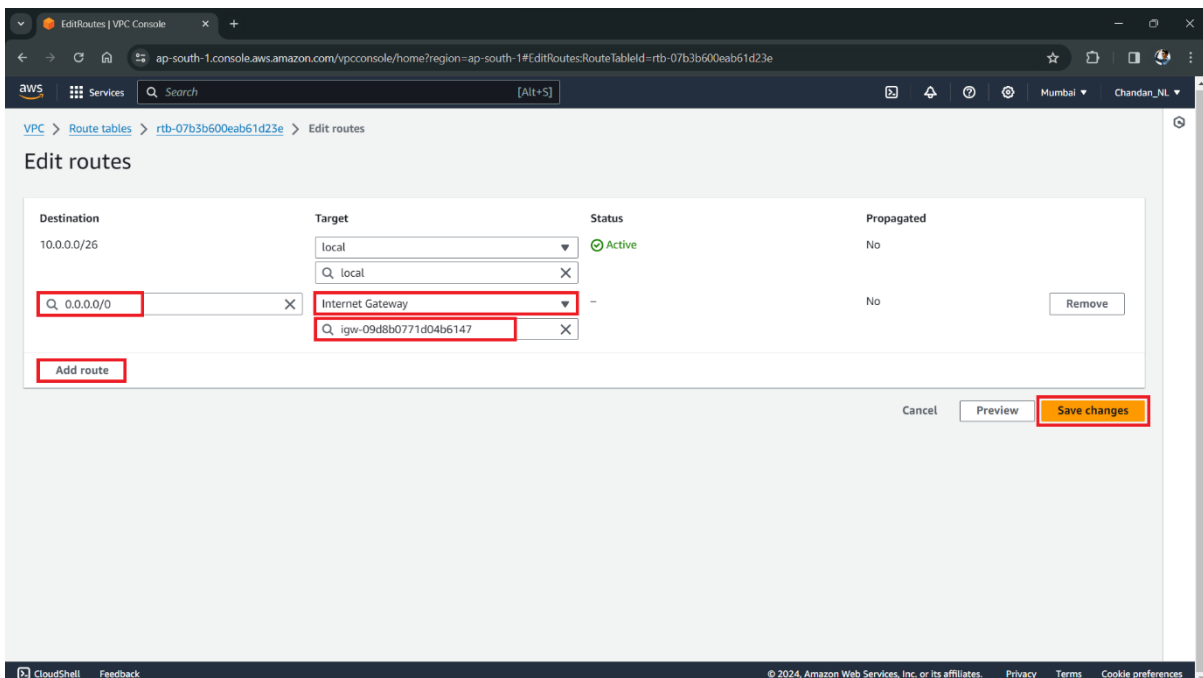 EditRoutes | VPC Console
ap-south-1.console.aws.amazon.com/vpcconsole/home?region=ap-south-1#EditRoutes:RouteTableId=rtb-07b3b600eab61d23e
aws Services Search [Alt+S] Mumbai Chandan_NL
VPC > Route tables > rtb-07b3b600eab61d23e > Edit routes
Edit routes
Destination Target Status Propagated
10.0.0.0/26 local Active No
local
0.0.0.0/0 Internet Gateway – No Remove
igw-09d8b0771d04b6147
Add route
Cancel Preview Save changes
CloudShell Feedback © 2024, Amazon Web Services, Inc. or its affiliates. Privacy Terms Cookie preferences